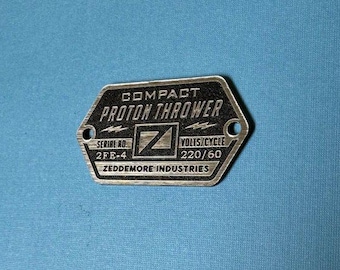 COMPACT
PROTON THROWER
Z
SERIAL NO. VOLTS/CYCLE
2FE-4 220/60
ZEDDEMORE INDUSTRIES